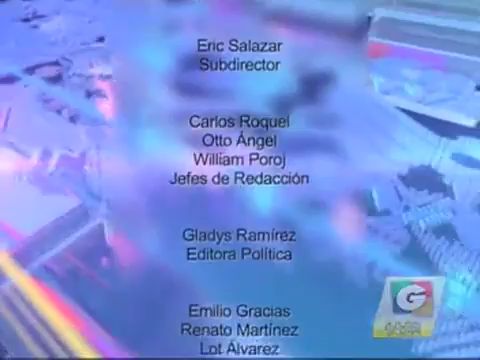 Eric Salazar
Subdirector
Carlos Roquel
Otto Ángel
William Poroj
Jefes de Redacción
Gladys Ramírez
Editora Política
Emilio Gracias
Renato Martínez
Lot Álvarez
G